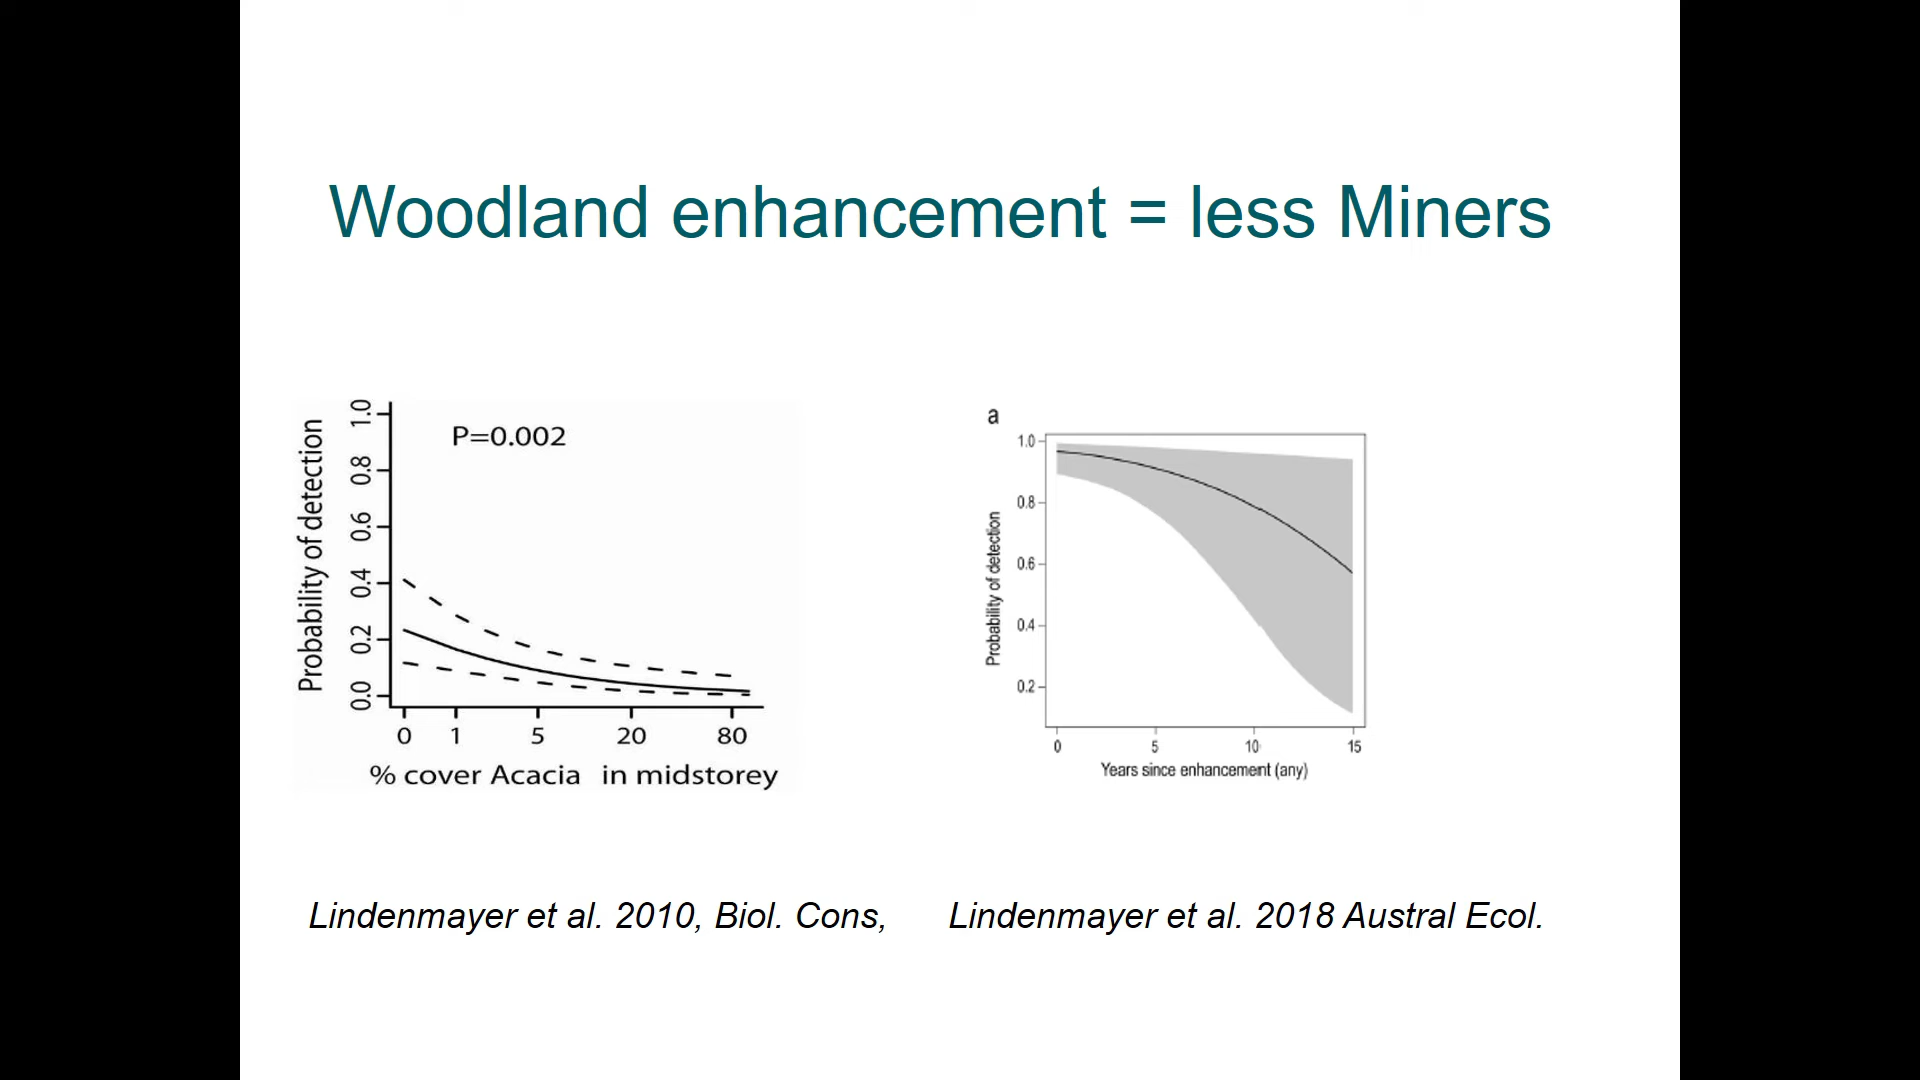 Woodland enhancement = less Miners
P=0.002
Probability of detection
1.0
0.8
0.6
0.4
0.2
0.0
0 1 5 20 80
% cover Acacia in midstorey
a
Probability of detection
1.0
0.8
0.6
0.4
0.2
0 5 10 15
Years since enhancement (any)
Lindenmayer et al. 2010, Biol. Cons,
Lindenmayer et al. 2018 Austral Ecol.